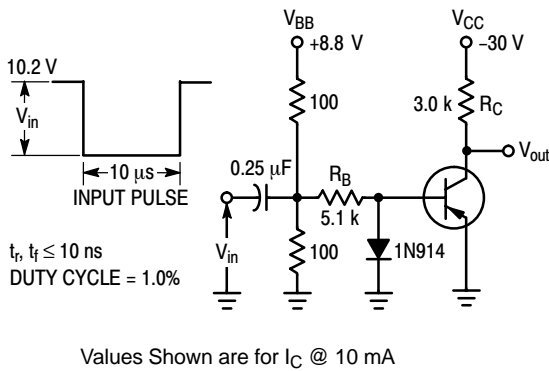 V_BB
+8.8 V
V_CC
–30 V
10.2 V
V_in
100
3.0 k
R_C
V_out
10 μs
INPUT PULSE
0.25 μF
R_B
5.1 k
V_in
100
1N914
t_r, t_f ≤ 10 ns
DUTY CYCLE = 1.0%
Values Shown are for I_C @ 10 mA